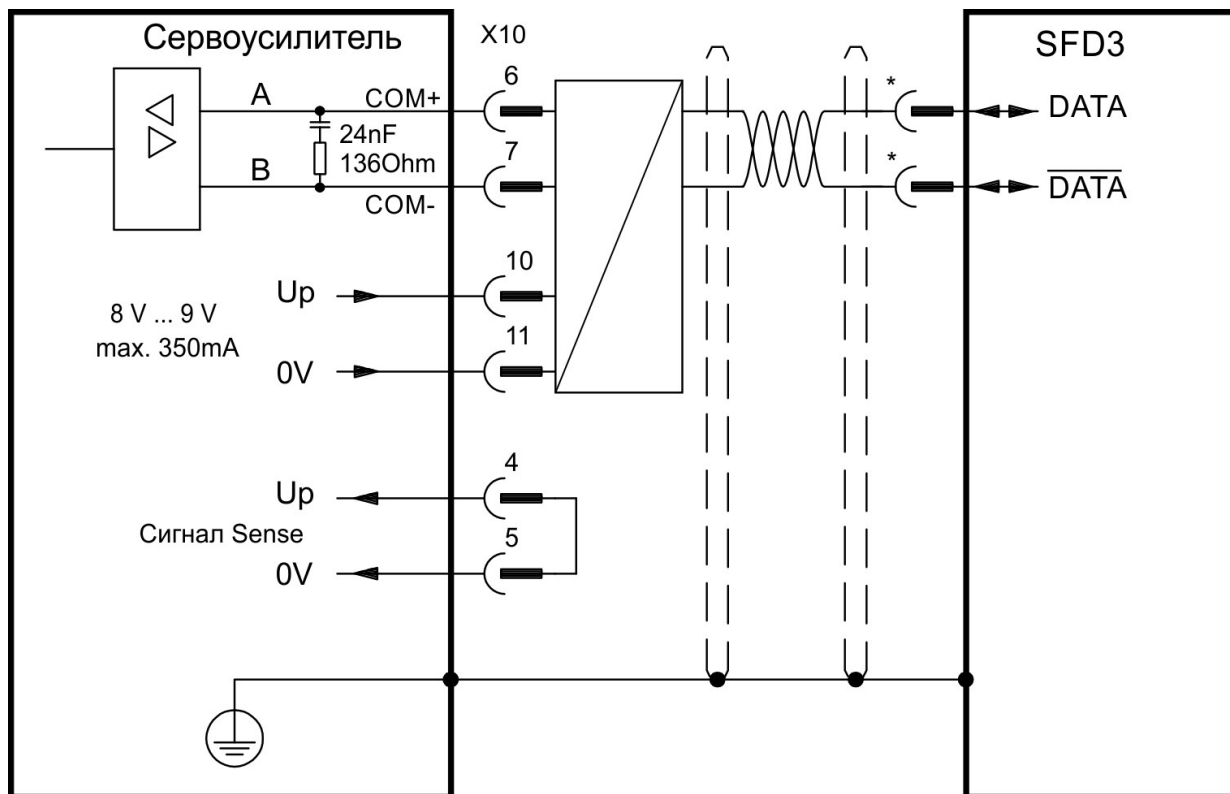 Сервоусилитель
X10
SFD3
A
COM+
6
*
DATA
24nF
136Ohm
B
COM-
7
*
DATA
8 V ... 9 V
max. 350mA
Up
10
0V
11
Up
4
Сигнал Sense
0V
5